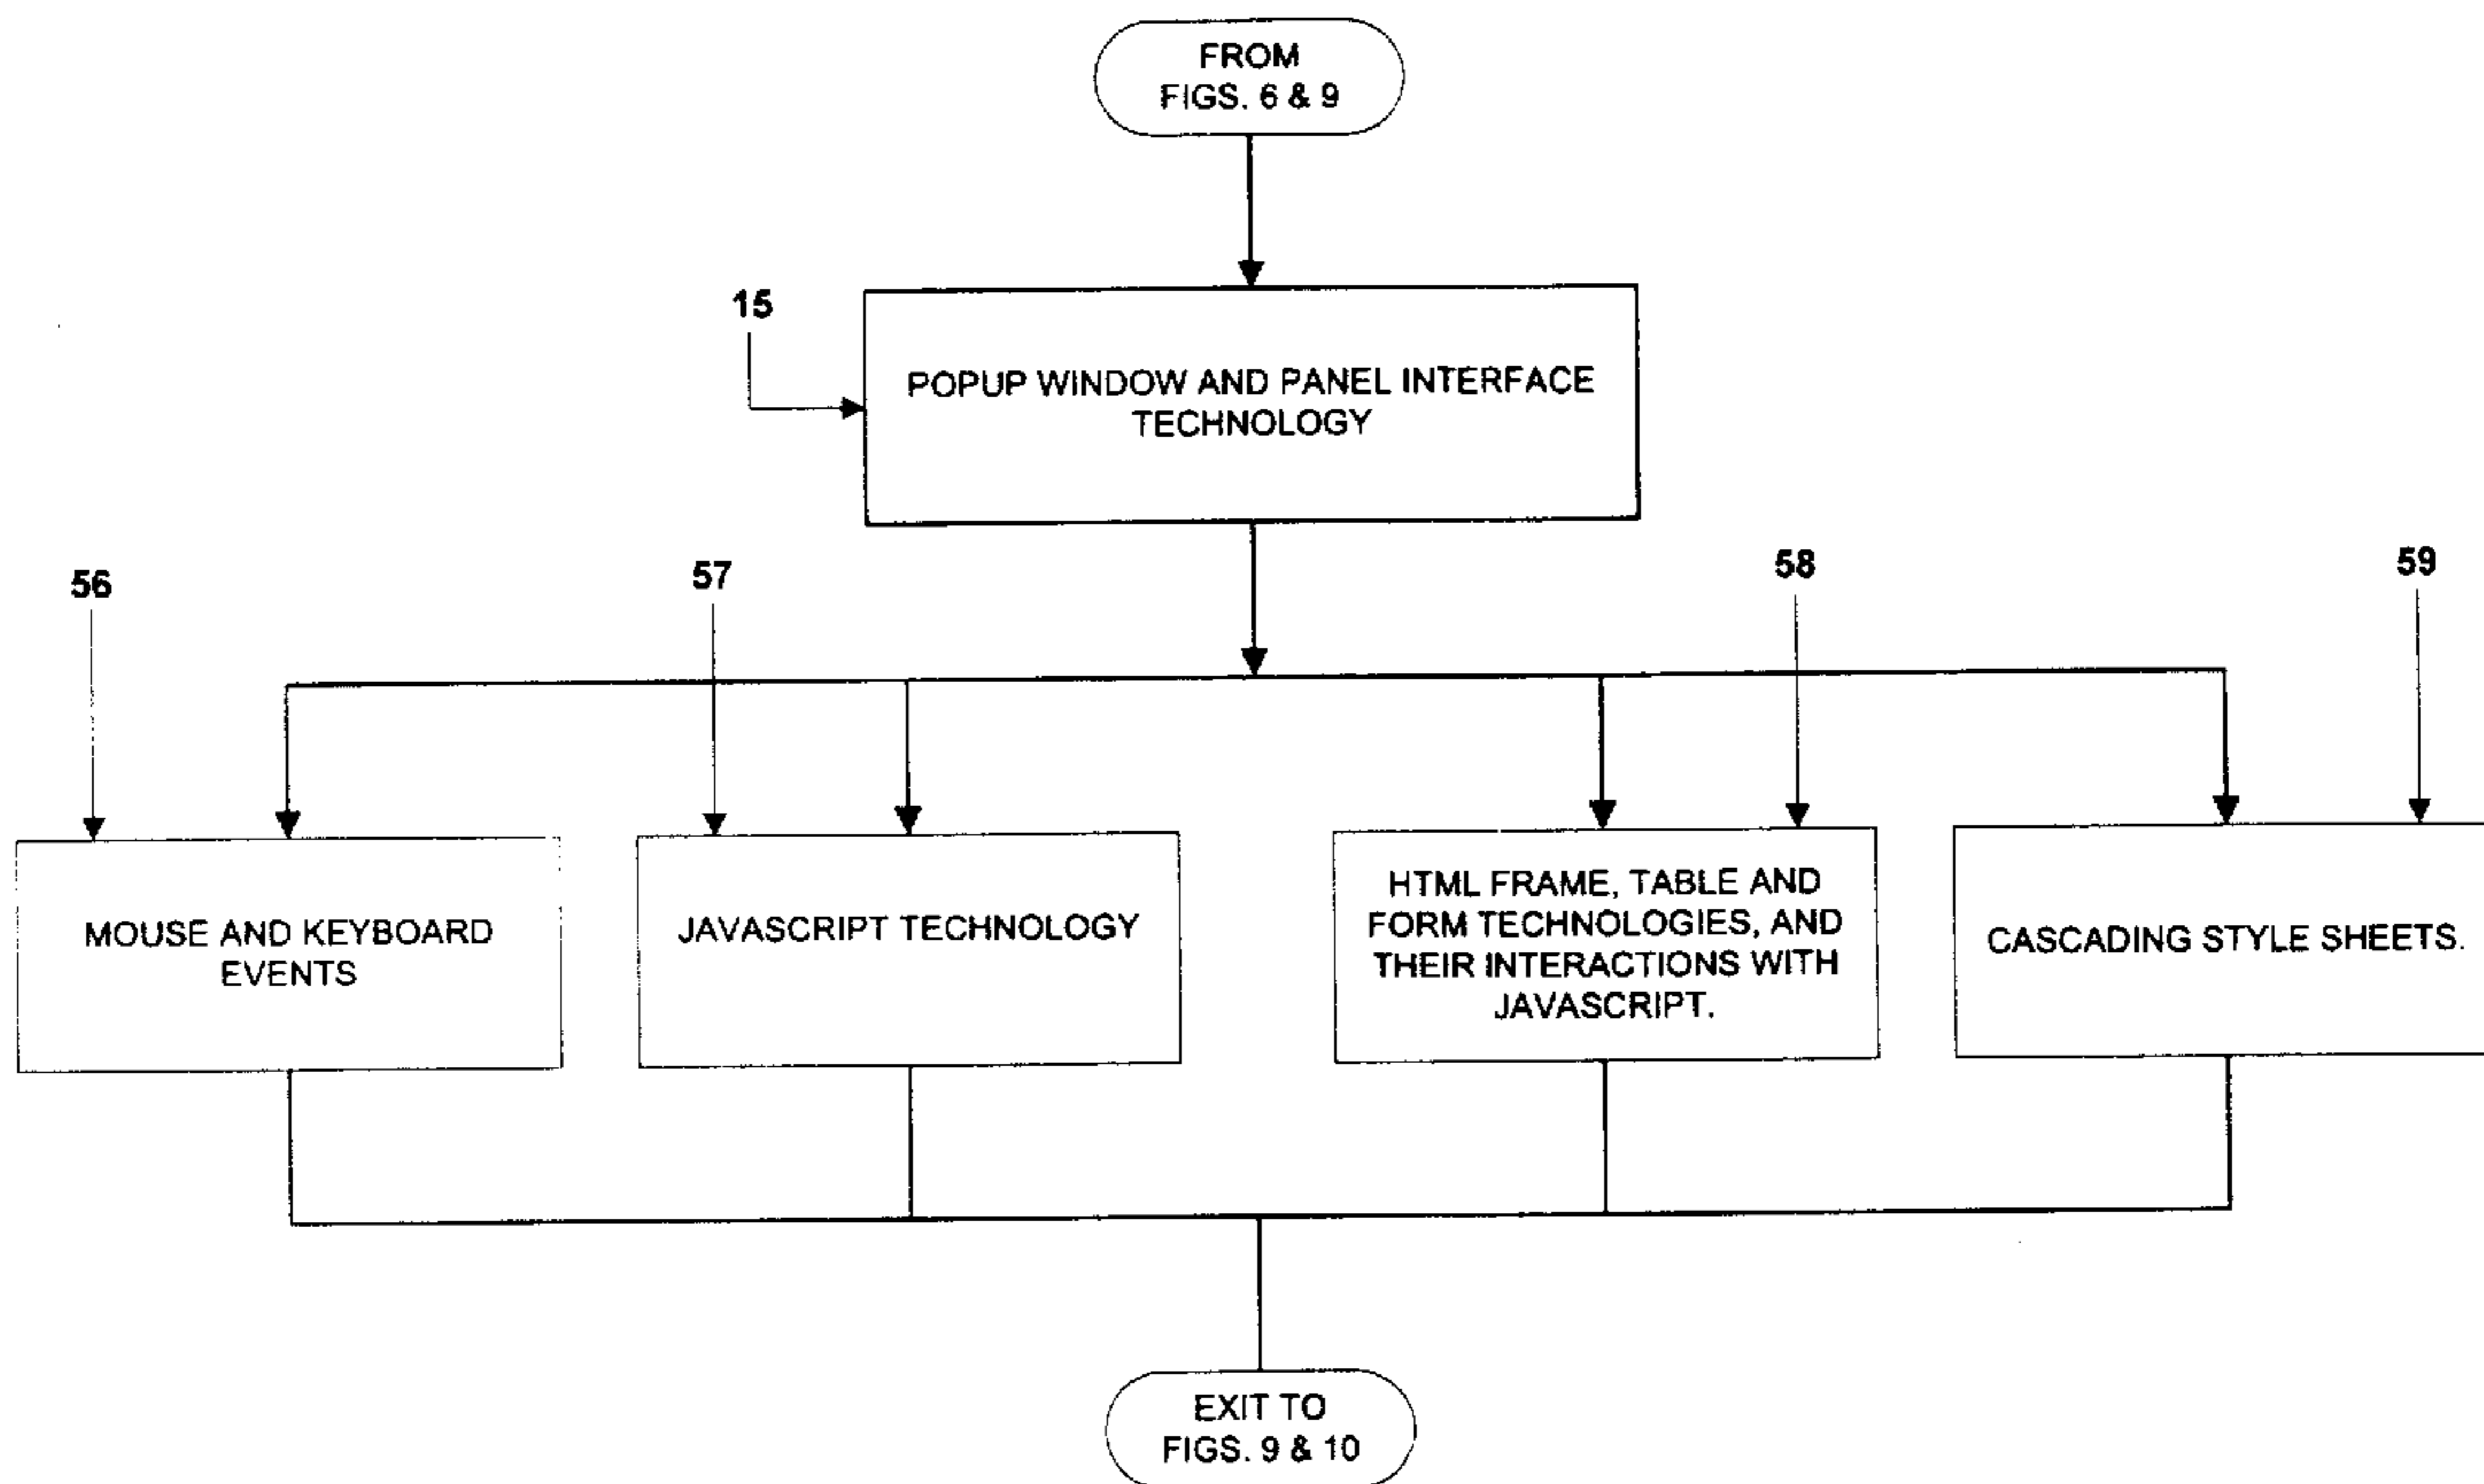 FROM
FIGS. 6 & 9
15
POPUP WINDOW AND PANEL INTERFACE
TECHNOLOGY
56
57
58
59
MOUSE AND KEYBOARD
EVENTS
JAVASCRIPT TECHNOLOGY
HTML FRAME, TABLE AND
FORM TECHNOLOGIES, AND
THEIR INTERACTIONS WITH
JAVASCRIPT.
CASCADING STYLE SHEETS.
EXIT TO
FIGS. 9 & 10